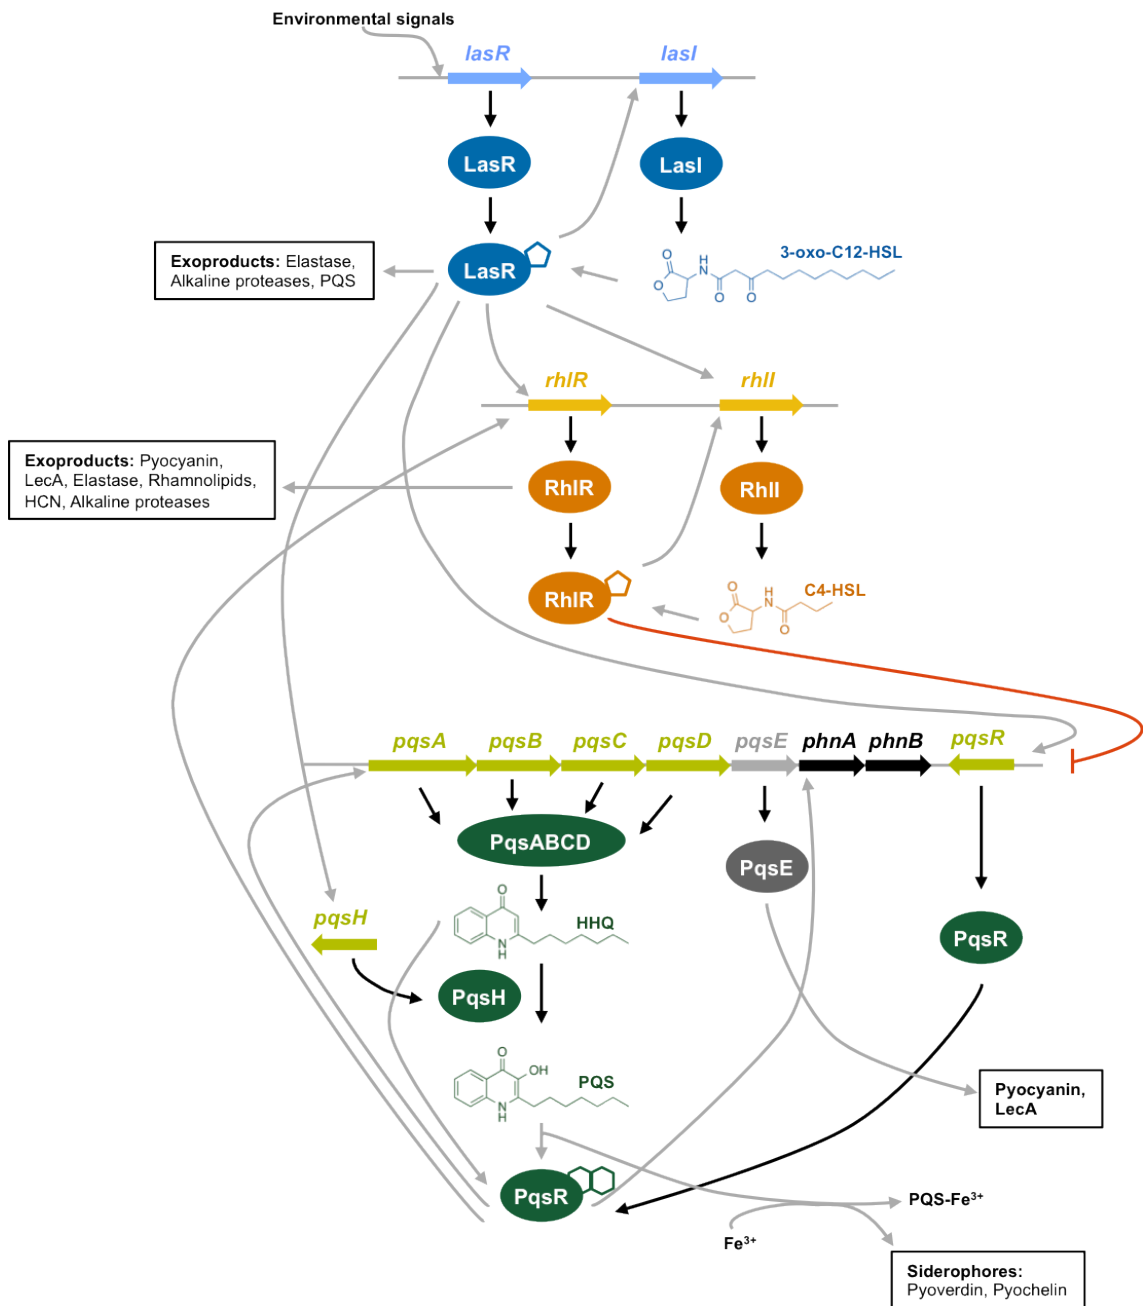 Environmental signals
lasR
lasI
LasR
LasI
Exoproducts: Elastase,
Alkaline proteases, PQS
LasR
3-oxo-C12-HSL
O
H
N
O
O
O
rhlR
rhlI
Exoproducts: Pyocyanin,
LecA, Elastase, Rhamnolipids,
HCN, Alkaline proteases
RhlR
RhlI
RhlR
C4-HSL
O
H
N
O
O
pqsA
pqsB
pqsC
pqsD
pqsE
phnA
phnB
pqsR
PqsABCD
PqsE
pqsH
O
HHQ
N
H
PqsR
PqsH
O
OH
PQS
N
H
Pyocyanin,
LecA
PqsR
PQS-Fe³⁺
Fe³⁺
Siderophores:
Pyoverdin, Pyochelin